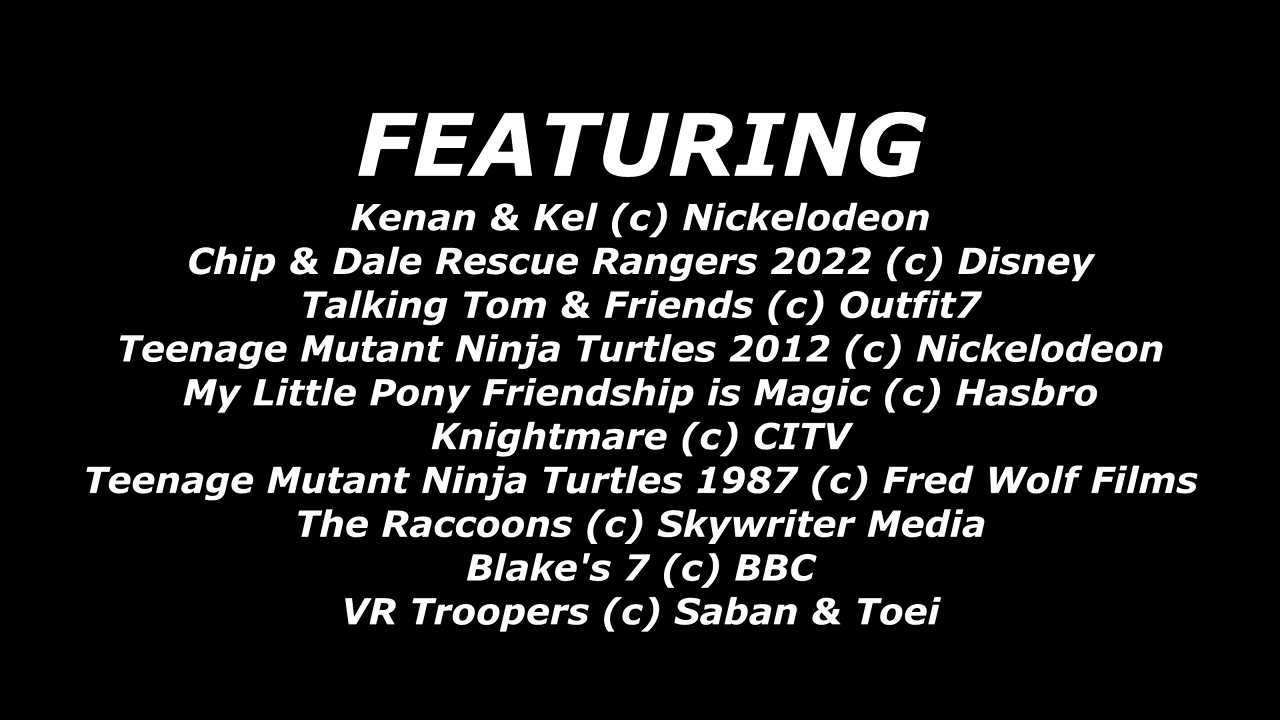 FEATURING
Kenan & Kel (c) Nickelodeon
Chip & Dale Rescue Rangers 2022 (c) Disney
Talking Tom & Friends (c) Outfit7
Teenage Mutant Ninja Turtles 2012 (c) Nickelodeon
My Little Pony Friendship is Magic (c) Hasbro
Knightmare (c) CITV
Teenage Mutant Ninja Turtles 1987 (c) Fred Wolf Films
The Raccoons (c) Skywriter Media
Blake's 7 (c) BBC
VR Troopers (c) Saban & Toei